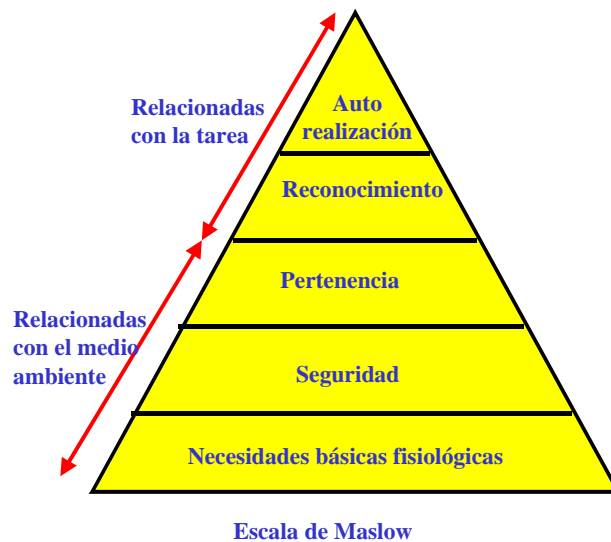 Auto
realización
Relacionadas
con la tarea
Reconocimiento
Pertenencia
Relacionadas
con el medio
ambiente
Seguridad
Necesidades básicas fisiológicas
Escala de Maslow